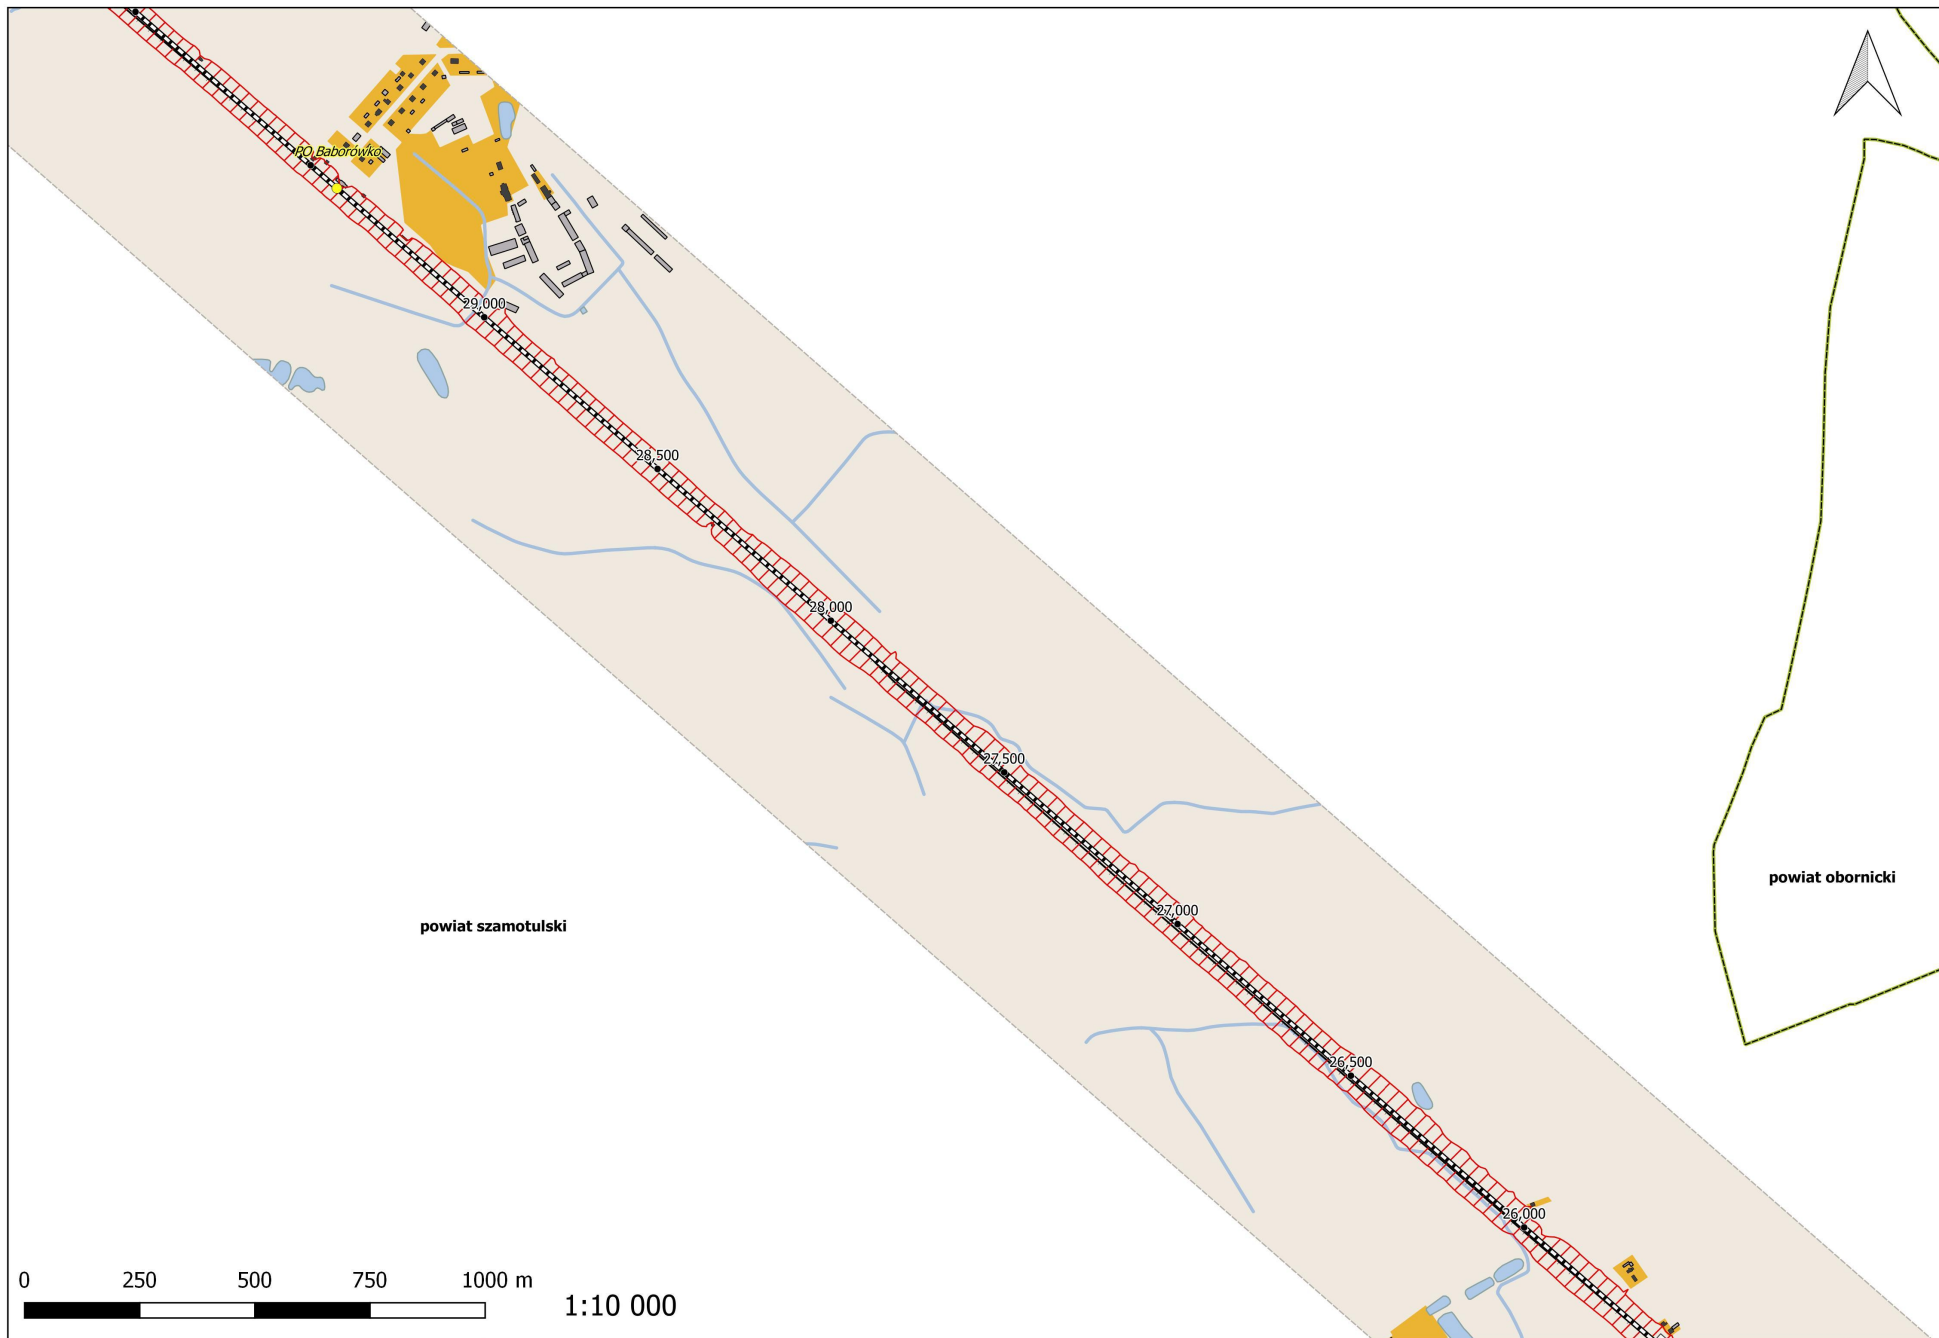 PO Baborówko
29,000
28,500
28,000
27,500
27,000
powiat obornicki
powiat szamotulski
26,500
26,000
0 250 500 750 1000 m
1:10 000